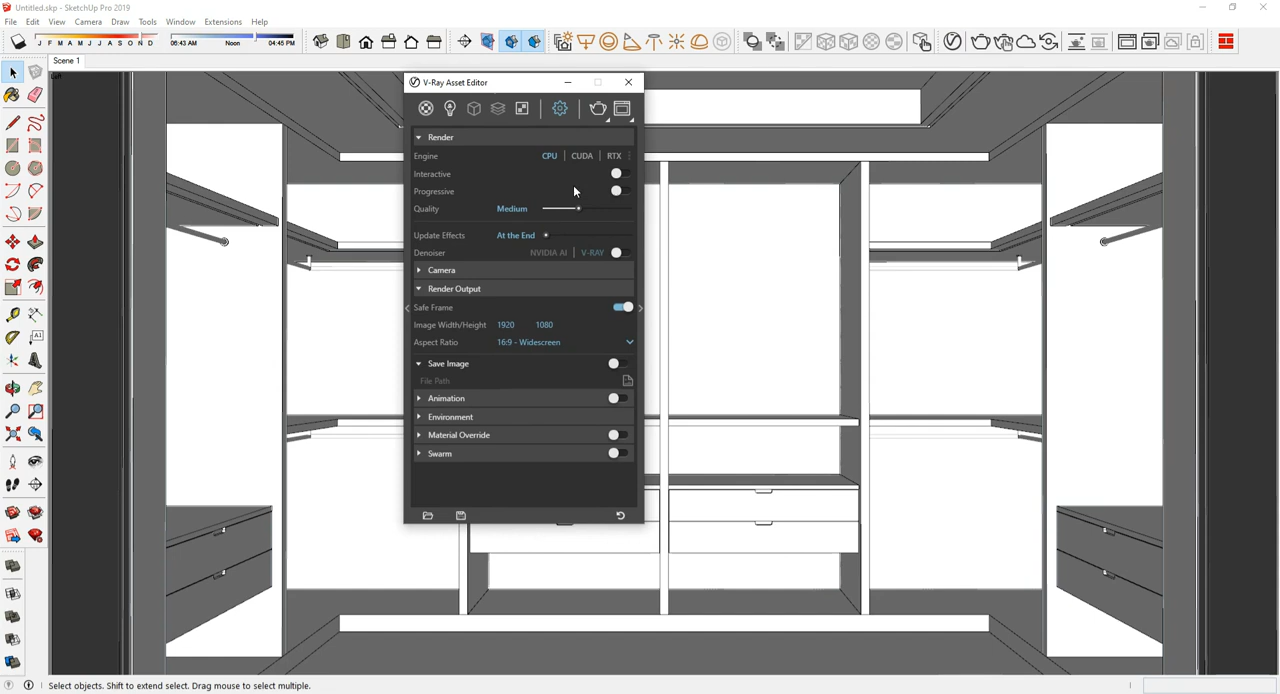 Untitled.skp - SketchUp Pro 2019
File Edit View Camera Draw Tools Window Extensions Help
J F M A M J J A S O N D 06:43 AM Noon 04:45 PM
Scene 1
V-Ray Asset Editor
Render
Engine CPU CUDA RTX
Interactive
Progressive
Quality Medium
Update Effects At the End
Denoiser NVIDIA AI V-RAY
Camera
Render Output
Safe Frame
Image Width/Height 1920 1080
Aspect Ratio 16:9 - Widescreen
Save Image
File Path
Animation
Environment
Material Override
Swarm
Select objects. Shift to extend select. Drag mouse to select multiple.